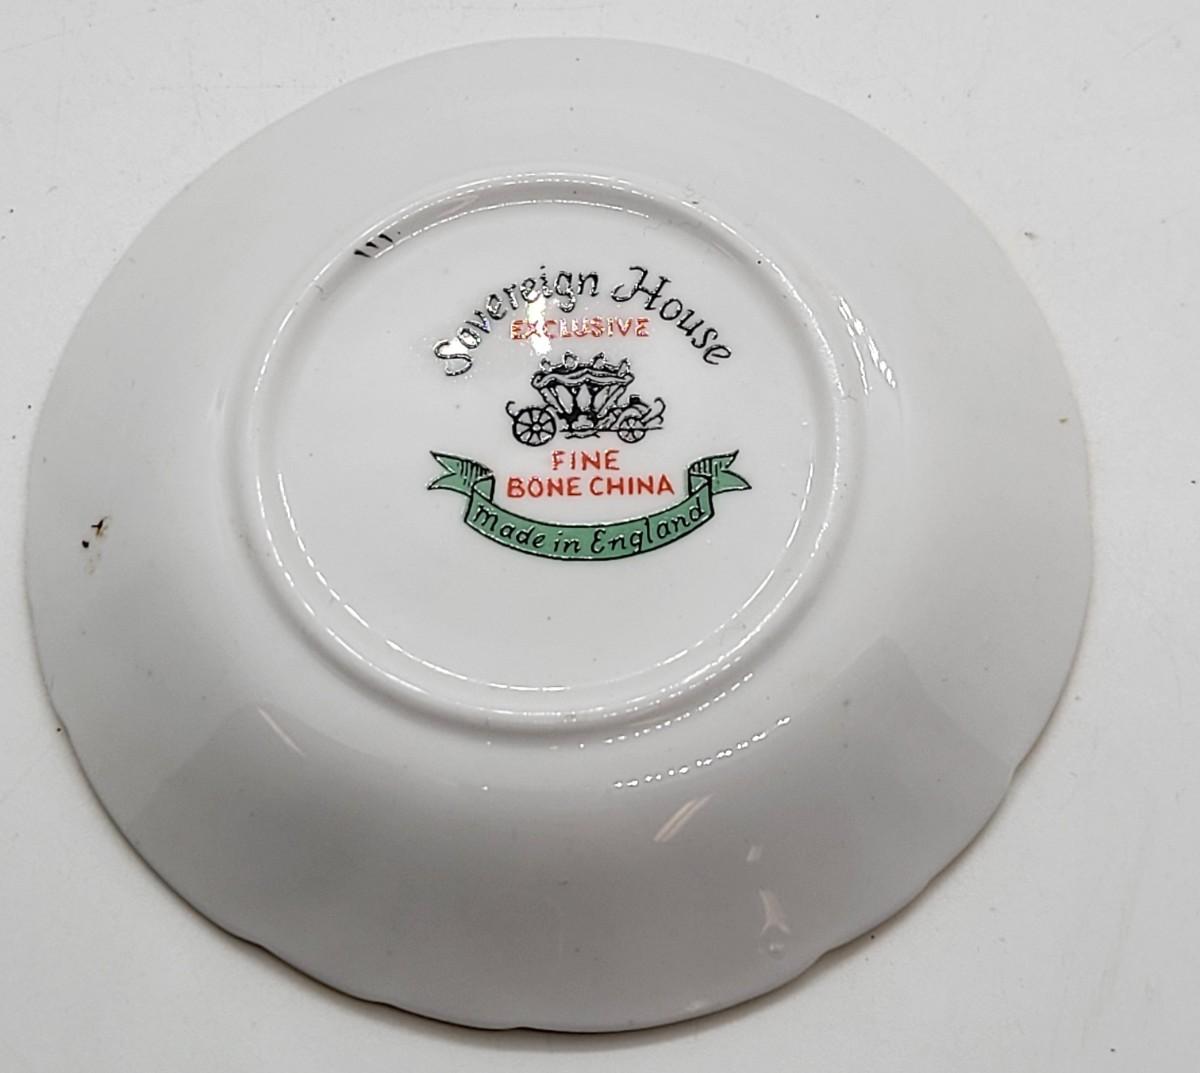 Sovereign House
EXCLUSIVE
FINE
BONE CHINA
Made in England